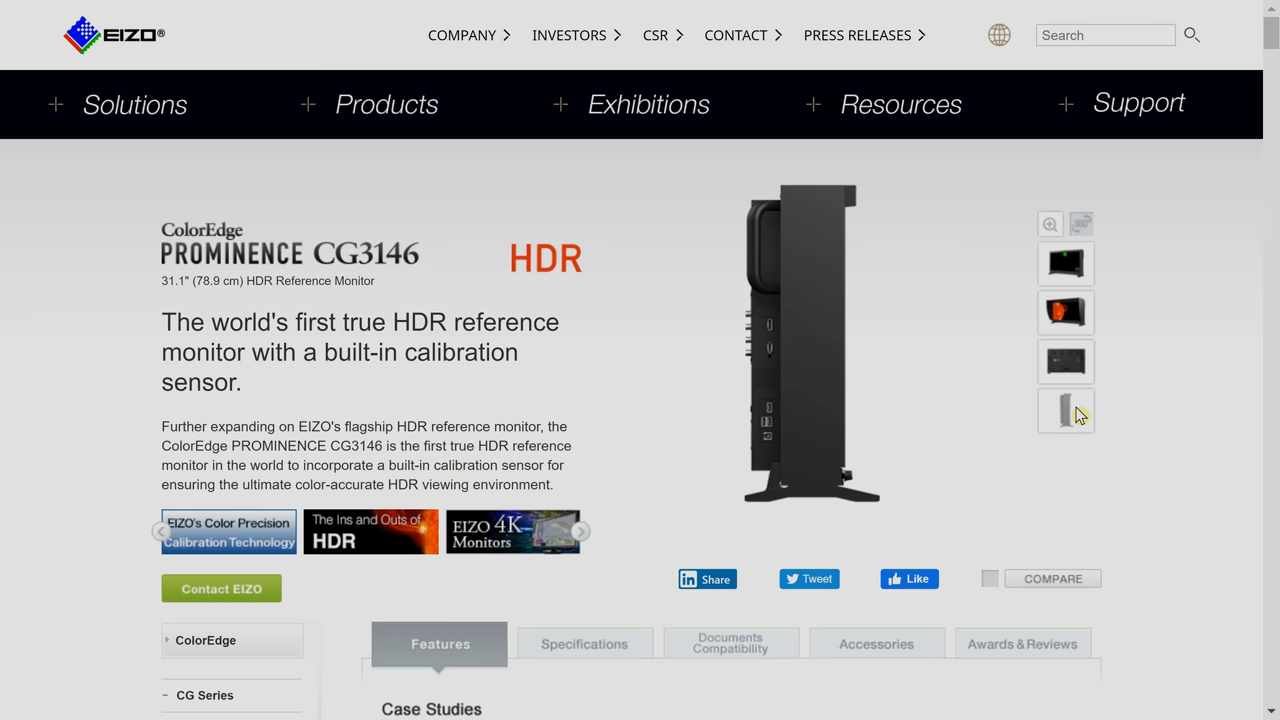 EIZO®
COMPANY
INVESTORS
CSR
CONTACT
PRESS RELEASES
Search
Solutions
Products
Exhibitions
Resources
Support
ColorEdge
PROMINENCE CG3146
HDR
31.1" (78.9 cm) HDR Reference Monitor
The world's first true HDR reference
monitor with a built-in calibration
sensor.
Further expanding on EIZO's flagship HDR reference monitor, the
ColorEdge PROMINENCE CG3146 is the first true HDR reference
monitor in the world to incorporate a built-in calibration sensor for
ensuring the ultimate color-accurate HDR viewing environment.
EIZO's Color Precision
Calibration Technology
The Ins and Outs of
HDR
EIZO 4K
Monitors
360°
Contact EIZO
in Share
Tweet
Like
COMPARE
ColorEdge
CG Series
Features
Specifications
Documents
Compatibility
Accessories
Awards & Reviews
Case Studies